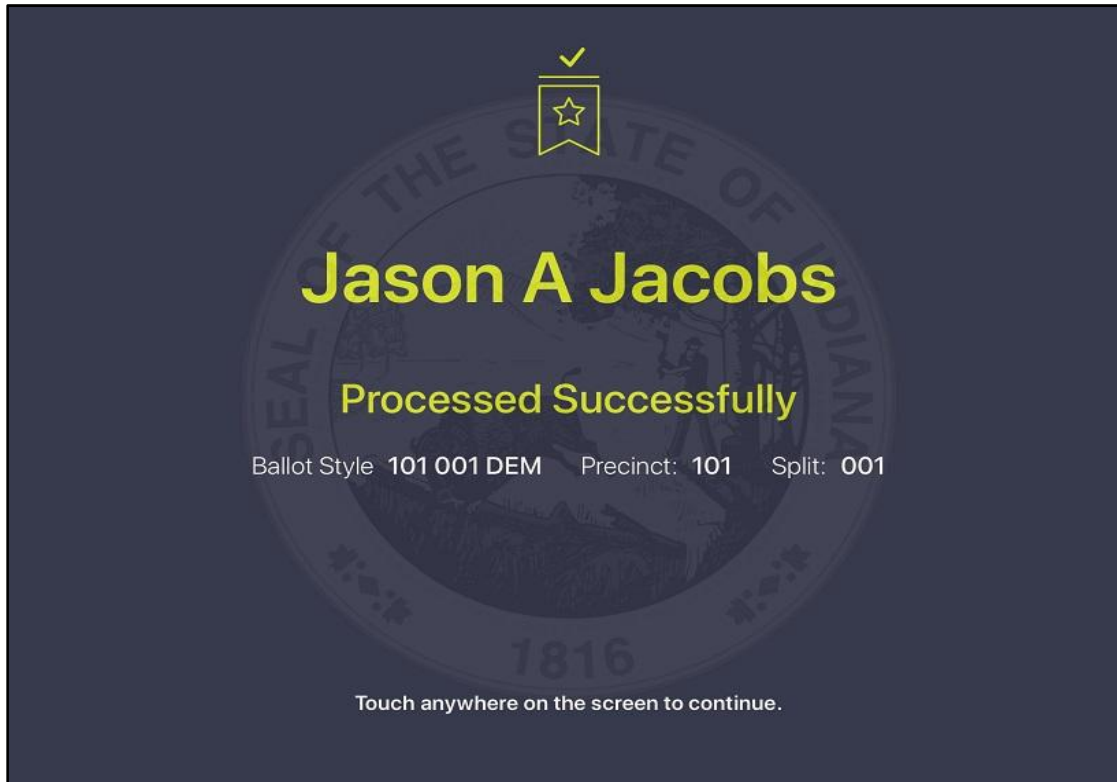 SEAL OF THE STATE OF INDIANA
Jason A Jacobs
Processed Successfully
Ballot Style 101 001 DEM Precinct: 101 Split: 001
1816
Touch anywhere on the screen to continue.